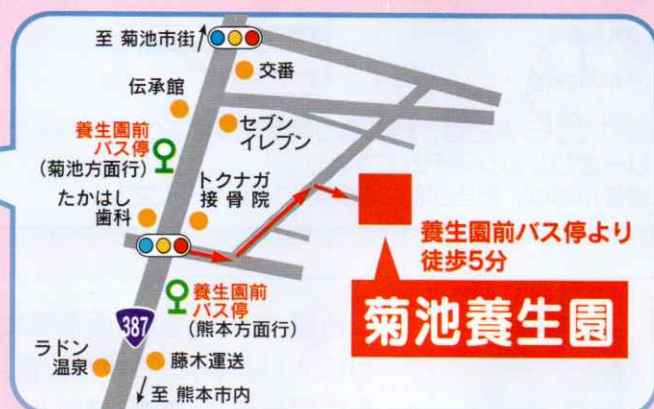 至 菊池市街
交番
伝承館
養生園前
バス停
(菊池方面行)
セブン
イレブン
たかはし
歯科
トクナガ
接骨院
養生園前バス停より
徒歩5分
菊池養生園
養生園前
バス停
(熊本方面行)
387
ラドン
温泉
藤木運送
至 熊本市内